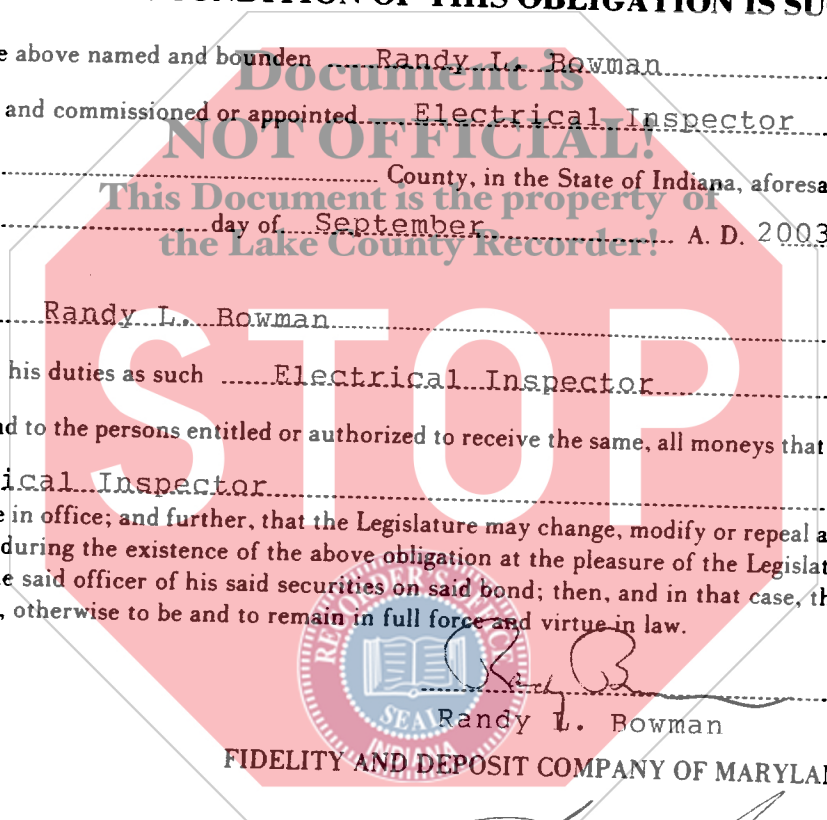 CONDITION OF THIS OBLIGATION IS SU
e above named and bounden Randy L. Bowman
Document is
and commissioned or appointed Electrical Inspector
NOT OFFICIAL!
County, in the State of Indiana, aforesa
This Document is the property of
day of September A. D. 2003
the Lake County Recorder!
Randy L. Bowman
STOP
his duties as such Electrical Inspector
nd to the persons entitled or authorized to receive the same, all moneys that
ical Inspector
e in office; and further, that the Legislature may change, modify or repeal a
during the existence of the above obligation at the pleasure of the Legislat
e said officer of his said securities on said bond; then, and in that case, th
, otherwise to be and to remain in full force and virtue in law.
RECORDER'S OFFICE
SEAL
INDIANA
Randy L. Bowman
FIDELITY AND DEPOSIT COMPANY OF MARYLAN